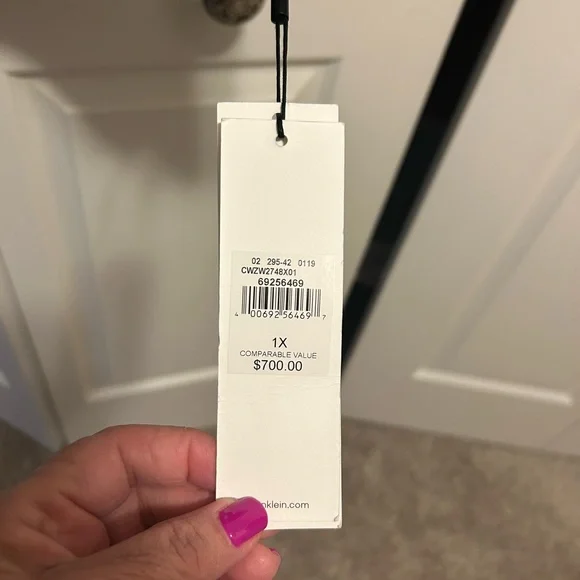 02 295-42 0119
CWZW2748X01
69256469
4 00692 56469 7
1X
COMPARABLE VALUE
$700.00
nklein.com